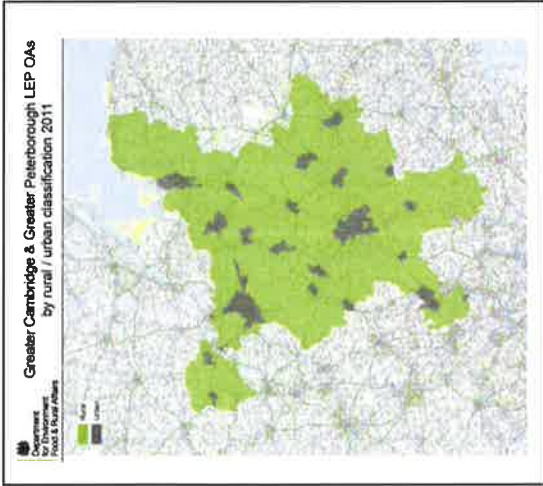 Department
for Environment
Food & Rural Affairs
Greater Cambridge & Greater Peterborough LEP OAs
by rural / urban classification 2011
Rural
Urban